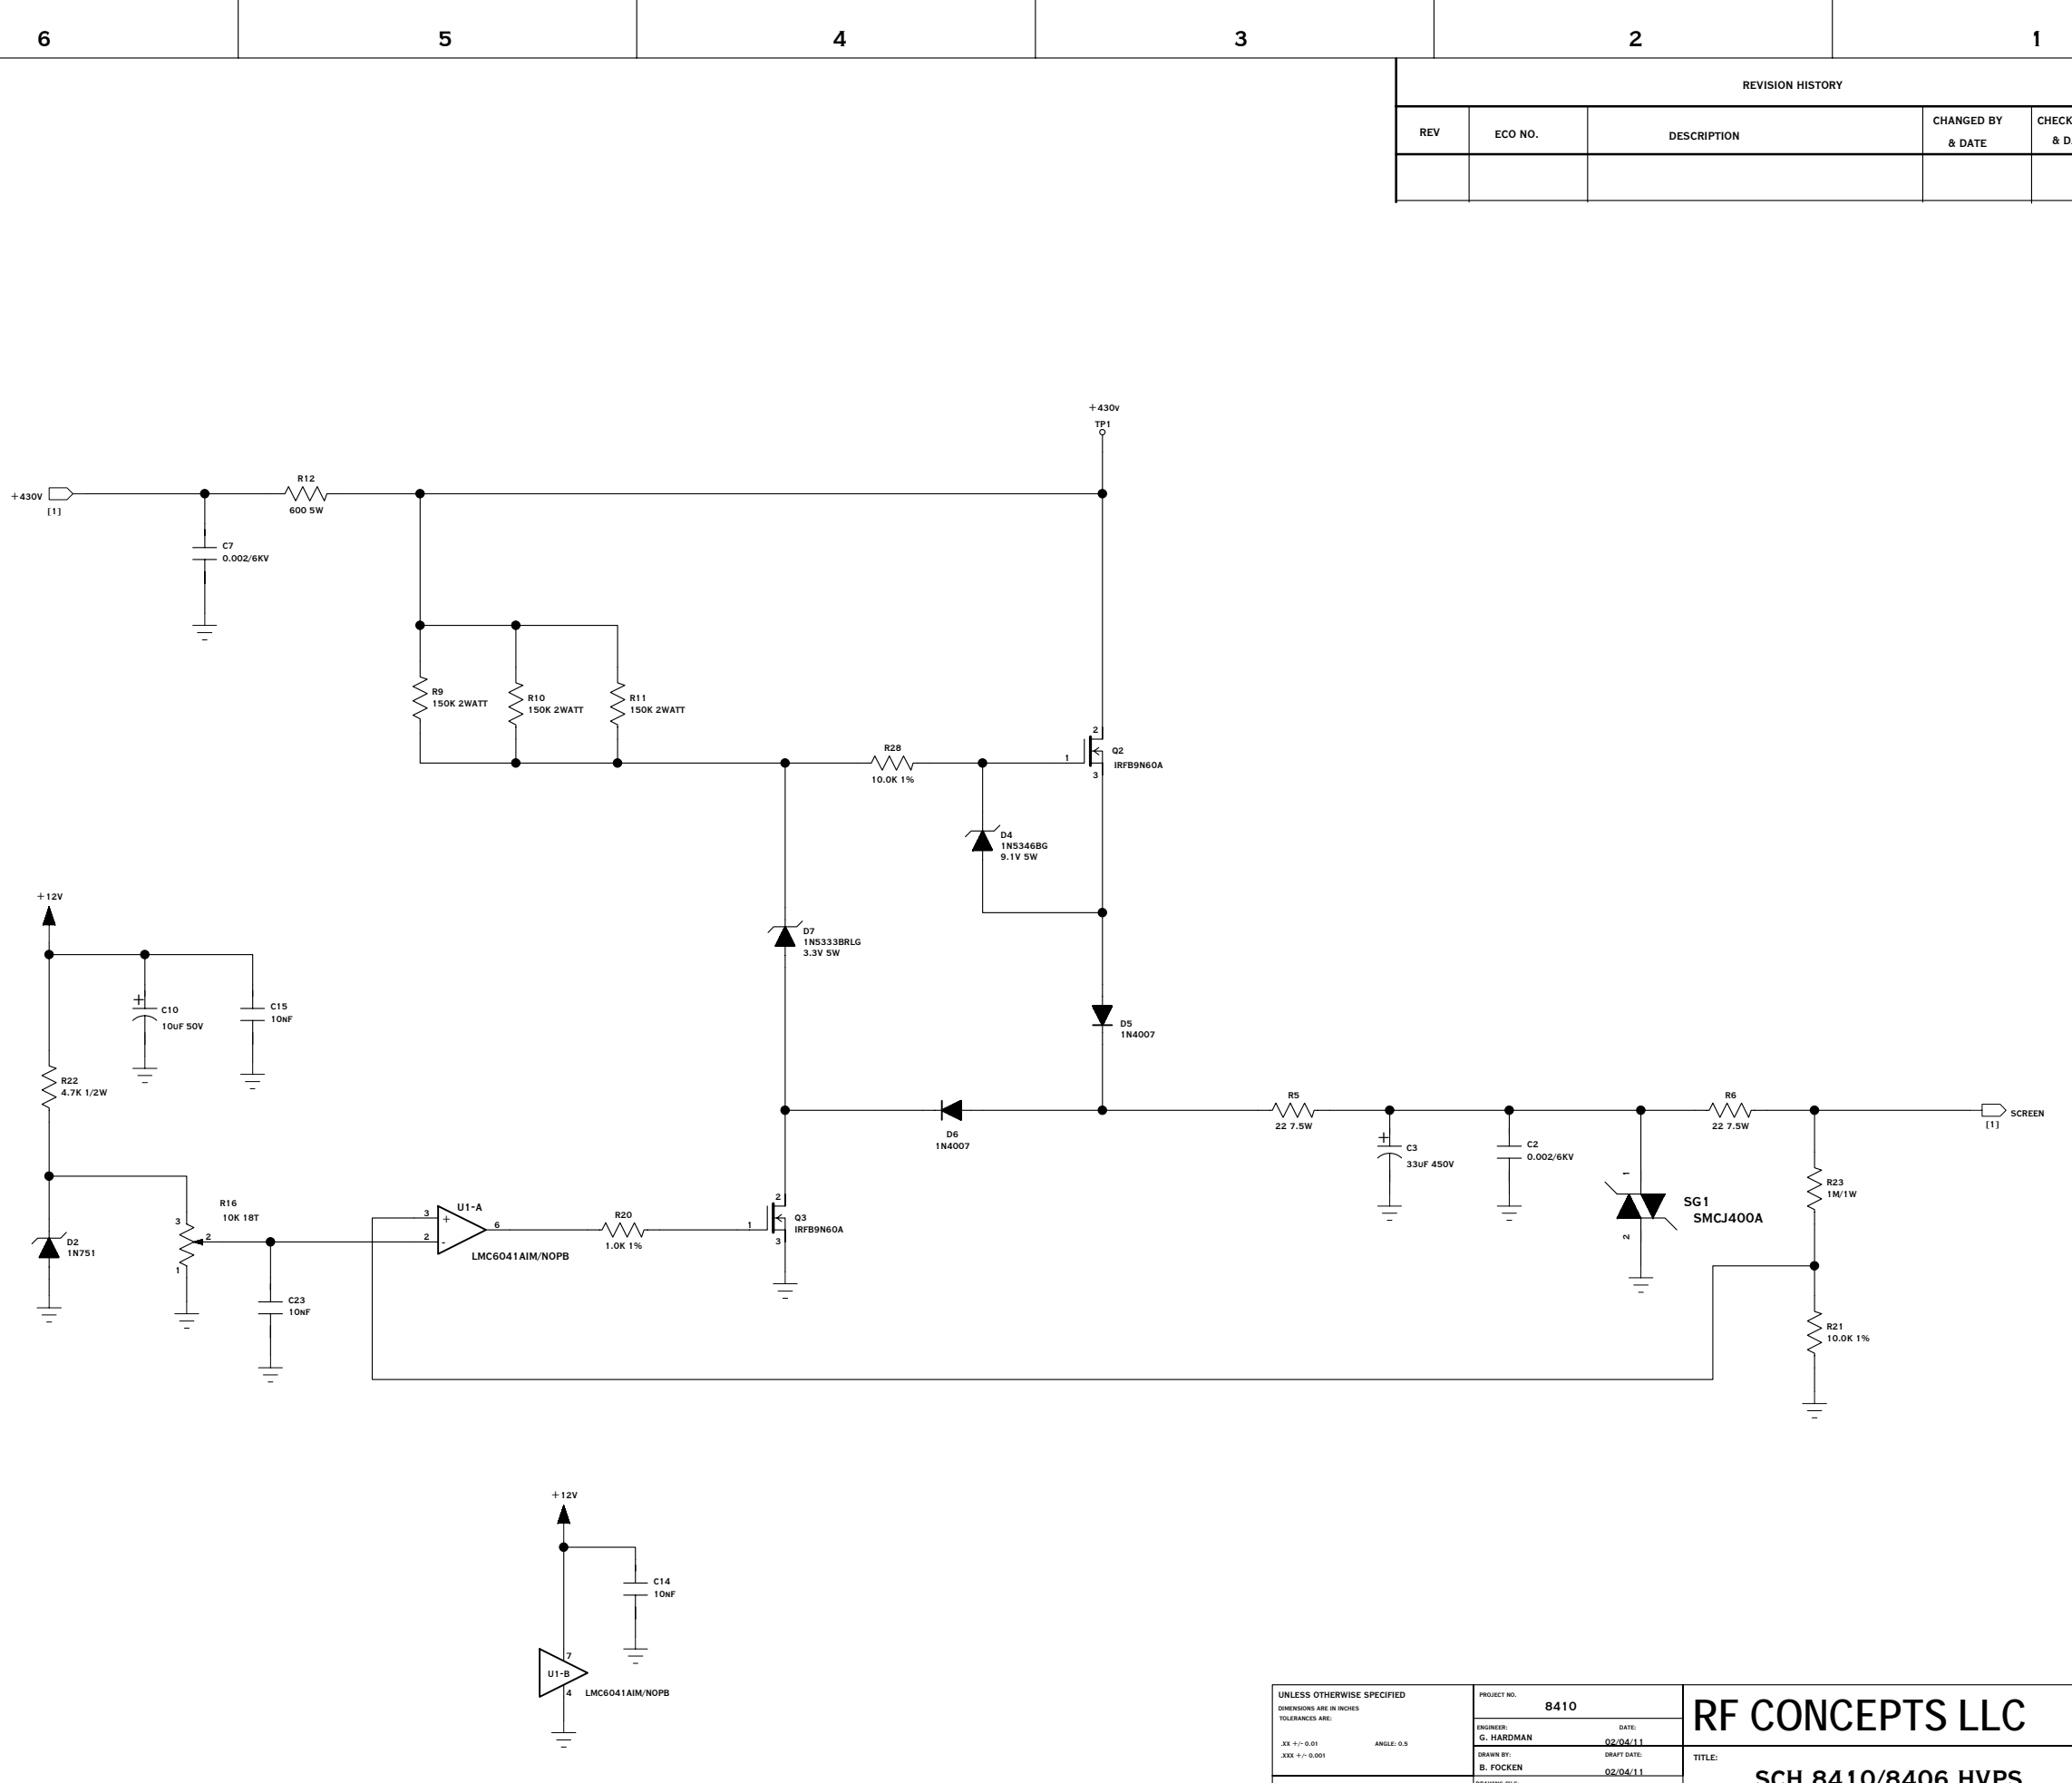 6 5 4 3 2 1
REVISION HISTORY
REV ECO NO. DESCRIPTION CHANGED BY & DATE CHECK & D
+430V
TP1
+430V
[1]
R12
600 5W
C7
0.002/6KV
R9
150K 2WATT
R10
150K 2WATT
R11
150K 2WATT
R28
10.0K 1%
2
1
3
Q2
IRFB9N60A
D4
1N5346BG
9.1V 5W
+12V
D7
1N5333BRLG
3.3V 5W
+
C10
10UF 50V
C15
10NF
D5
1N4007
R22
4.7K 1/2W
D6
1N4007
R5
22 7.5W
R6
22 7.5W
SCREEN
[1]
+
C3
33UF 450V
C2
0.002/6KV
1
2
SG1
SMCJ400A
R23
1M/1W
D2
1N751
R16
10K 18T
3
2
1
U1-A
3
+
2
-
6
LMC6041AIM/NOPB
R20
1.0K 1%
2
1
3
Q3
IRFB9N60A
C23
10NF
R21
10.0K 1%
+12V
C14
10NF
7
U1-B
4
LMC6041AIM/NOPB
UNLESS OTHERWISE SPECIFIED
DIMENSIONS ARE IN INCHES
TOLERANCES ARE:
.XX +/- 0.01 ANGLE: 0.5
.XXX +/- 0.001
PROJECT NO.
8410
ENGINEER: DATE:
G. HARDMAN 02/04/11
DRAWN BY: DRAFT DATE:
B. FOCKEN 02/04/11
RF CONCEPTS LLC
TITLE:
SCH 8410/8406 HVPS